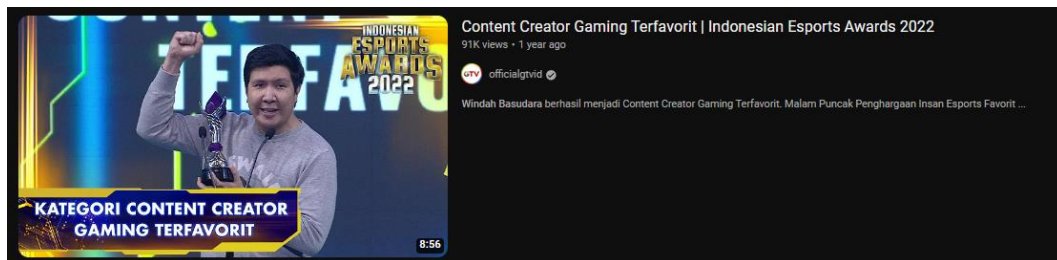 INDONESIAN
ESPORTS
AWARDS
2022
KATEGORI CONTENT CREATOR
GAMING TERFAVORIT
8:56
Content Creator Gaming Terfavorit | Indonesian Esports Awards 2022
91K views • 1 year ago
GTV officialgtvid
Windah Basudara berhasil menjadi Content Creator Gaming Terfavorit. Malam Puncak Penghargaan Insan Esports Favorit ...